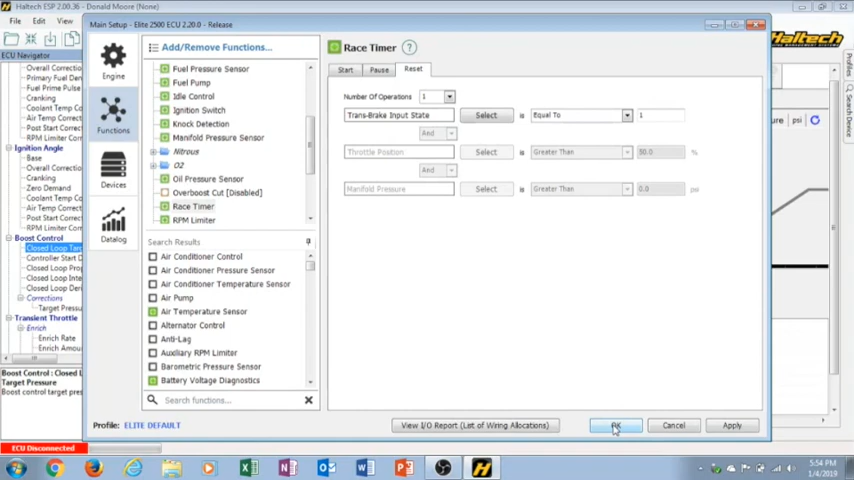 Haltech ESP 2.00.36 - Donald Moore (None)
File Edit View
Haltech
ECU Navigator
Overall Correction
Primary Fuel Den
Fuel Prime Pulse
Cranking
Coolant Temp Co
Air Temp Correct
Post Start Correct
RPM Limiter Corr
Ignition Angle
Base
Overall Correction
Cranking
Zero Demand
Coolant Temp Co
Air Temp Correct
Post Start Correct
RPM Limiter Corr
Boost Control
Closed Loop Targ
Controller Start D
Closed Loop Prop
Closed Loop Inte
Closed Loop Deri
Corrections
Target Pressu
Transient Throttle
Enrich
Enrich Rate
Enrich Amou
Boost Control : Closed L
Target Pressure
Boost control target pres
ECU Disconnected
Main Setup - Elite 2500 ECU 2.20.0 - Release
Engine
Functions
Devices
Datalog
Add/Remove Functions...
Fuel Pressure Sensor
Fuel Pump
Idle Control
Ignition Switch
Knock Detection
Manifold Pressure Sensor
Nitrous
O2
Oil Pressure Sensor
Overboost Cut [Disabled]
Race Timer
RPM Limiter
Search Results
Air Conditioner Control
Air Conditioner Pressure Sensor
Air Conditioner Temperature Sensor
Air Pump
Air Temperature Sensor
Alternator Control
Anti-Lag
Auxiliary RPM Limiter
Barometric Pressure Sensor
Battery Voltage Diagnostics
Search functions...
Race Timer ?
Start Pause Reset
Number Of Operations 1
Trans-Brake Input State Select is Equal To 1
And
Throttle Position Select is Greater Than 50.0 %
And
Manifold Pressure Select is Greater Than 0.0 psi
Profile: ELITE DEFAULT
View I/O Report (List of Wiring Allocations) OK Cancel Apply
ure psi
Profiles
Search Device
5:54 PM
1/4/2019